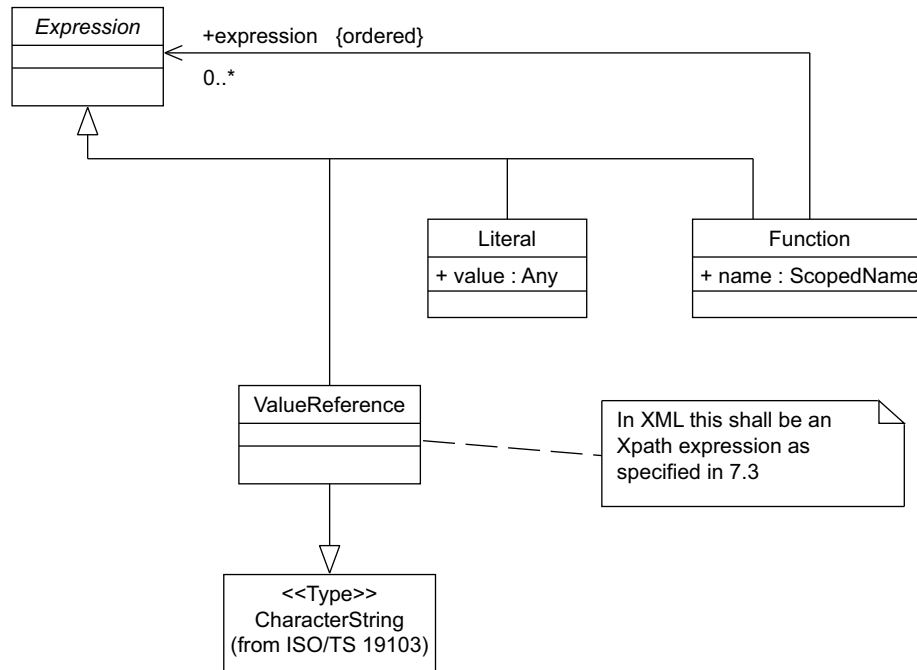 Expression
+expression {ordered}
0..*
Literal
+ value : Any
Function
+ name : ScopedName
ValueReference
In XML this shall be an
Xpath expression as
specified in 7.3
<<Type>>
CharacterString
(from ISO/TS 19103)